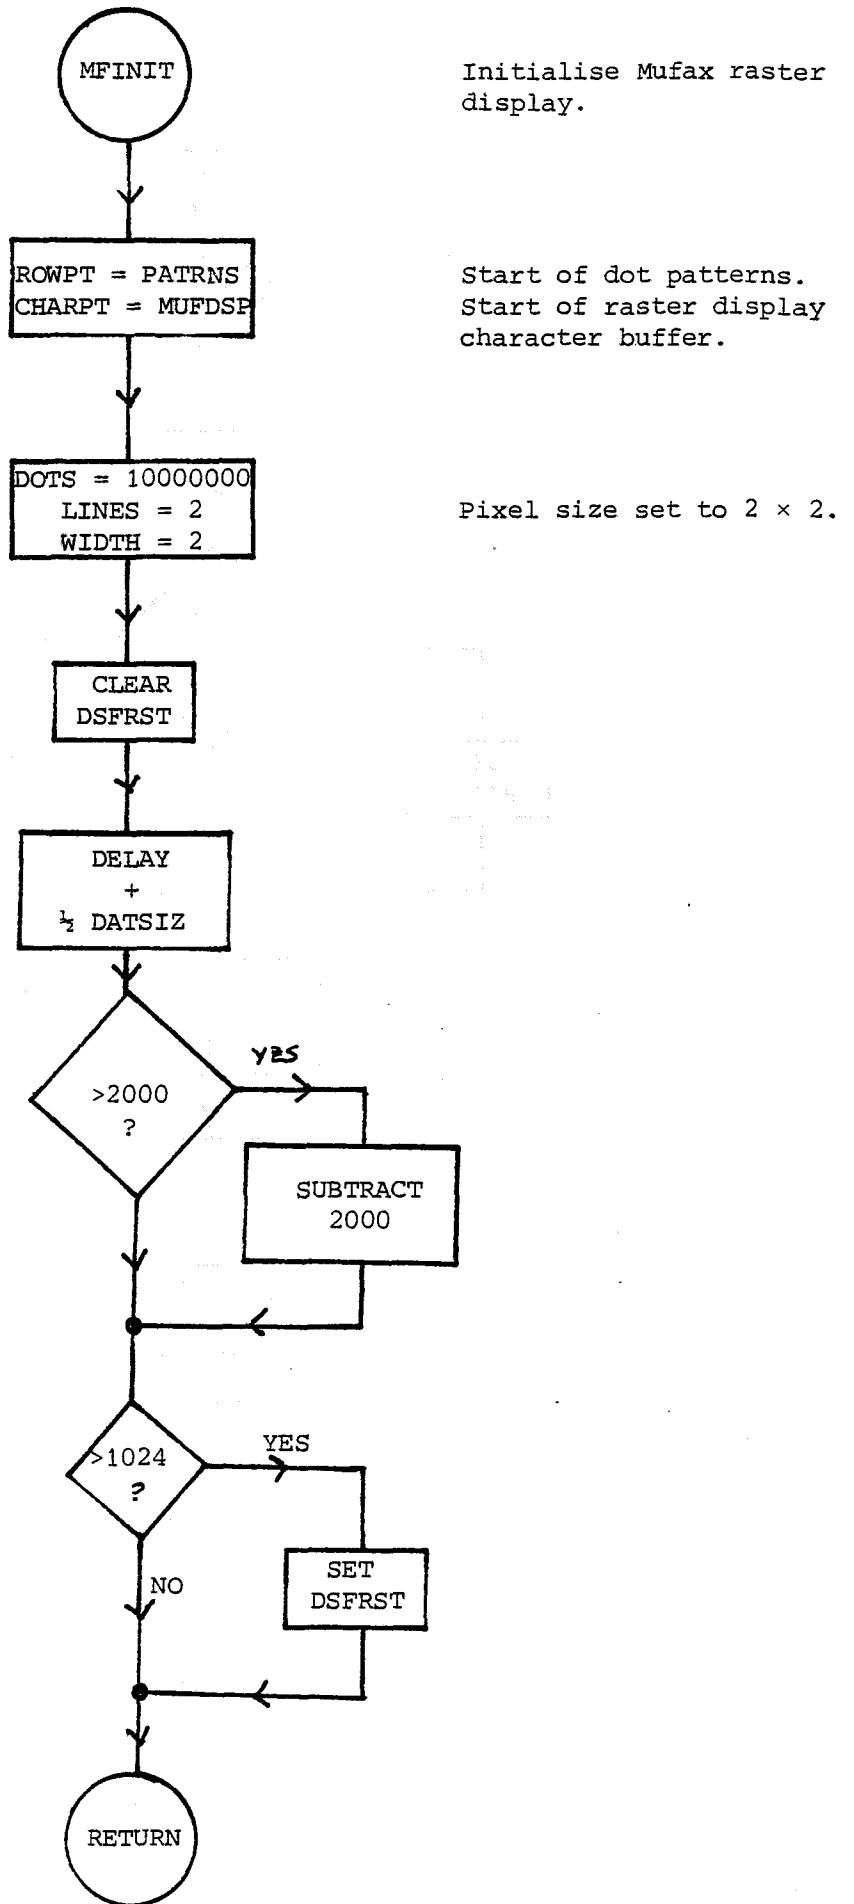 MFINIT
Initialise Mufax raster
display.
ROWPT = PATRNS
CHARPT = MUFDSP
Start of dot patterns.
Start of raster display
character buffer.
DOTS = 10000000
LINES = 2
WIDTH = 2
Pixel size set to 2 × 2.
CLEAR
DSFRST
DELAY
+
½ DATSIZ
>2000
?
YES
SUBTRACT
2000
>1024
?
YES
SET
DSFRST
NO
RETURN